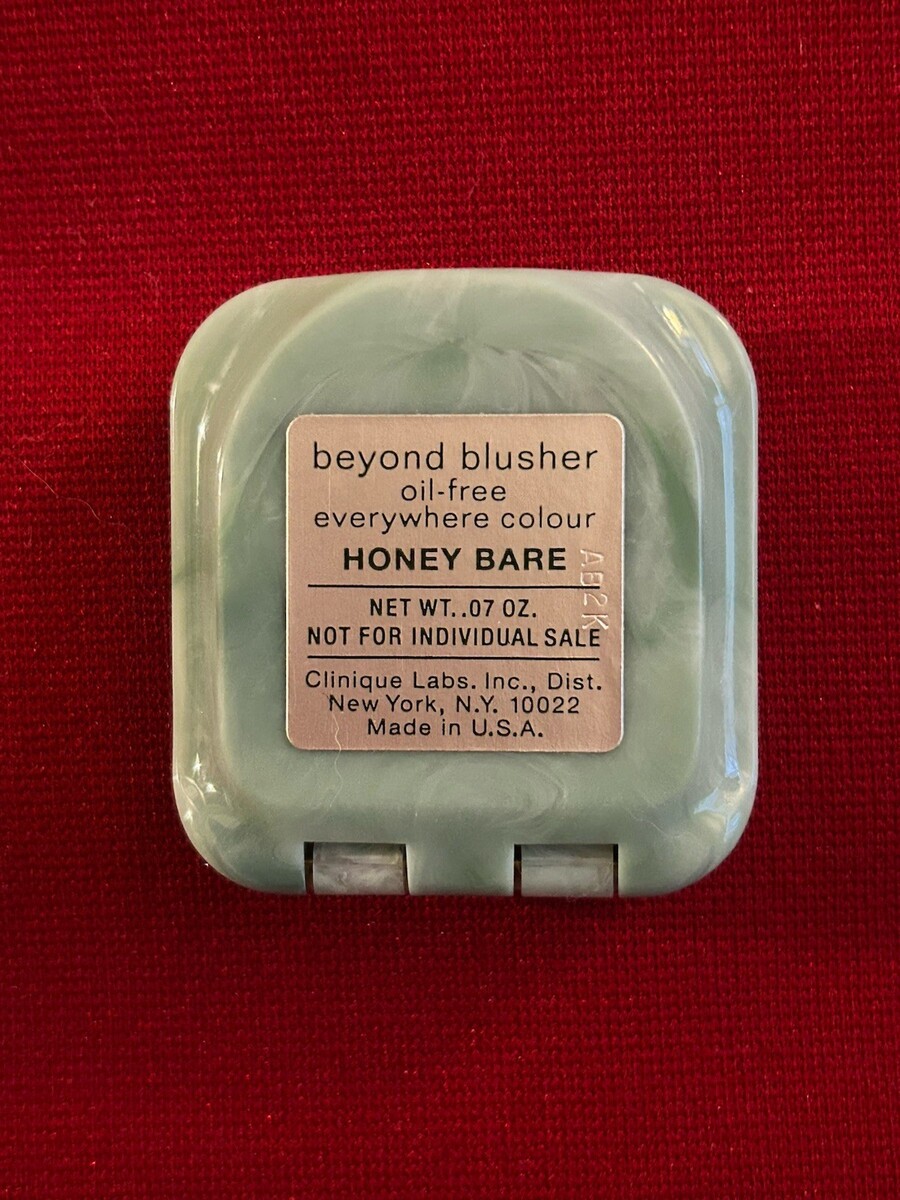 beyond blusher
oil-free
everywhere colour
HONEY BARE
NET WT..07 OZ.
NOT FOR INDIVIDUAL SALE
Clinique Labs. Inc., Dist.
New York, N.Y. 10022
Made in U.S.A.
AB2K